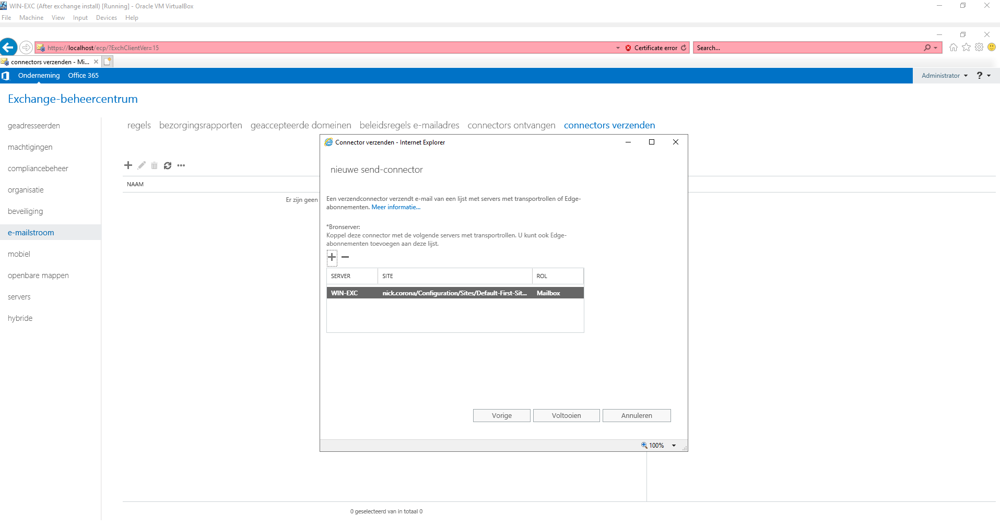 WIN-EXC (After exchange install) [Running] - Oracle VM VirtualBox
File Machine View Input Devices Help
https://localhost/ecp/?ExchClientVer=15
Certificate error
Search...
connectors verzenden - Mi...
Onderneming Office 365
Administrator ?
Exchange-beheercentrum
geadresseerden
machtigingen
compliancebeheer
organisatie
beveiliging
e-mailstroom
mobiel
openbare mappen
servers
hybride
regels bezorgingsrapporten geaccepteerde domeinen beleidsregels e-mailadres connectors ontvangen connectors verzenden
NAAM
Er zijn geen
Connector verzenden - Internet Explorer
nieuwe send-connector
Een verzendconnector verzendt e-mail van een lijst met servers met transportrollen of Edge-
abonnementen. Meer informatie...
*Bronserver:
Koppel deze connector met de volgende servers met transportrollen. U kunt ook Edge-
abonnementen toevoegen aan deze lijst.
SERVER SITE ROL
WIN-EXC nick.corona/Configuration/Sites/Default-First-Sit... Mailbox
Vorige Voltooien Annuleren
100%
0 geselecteerd van in totaal 0